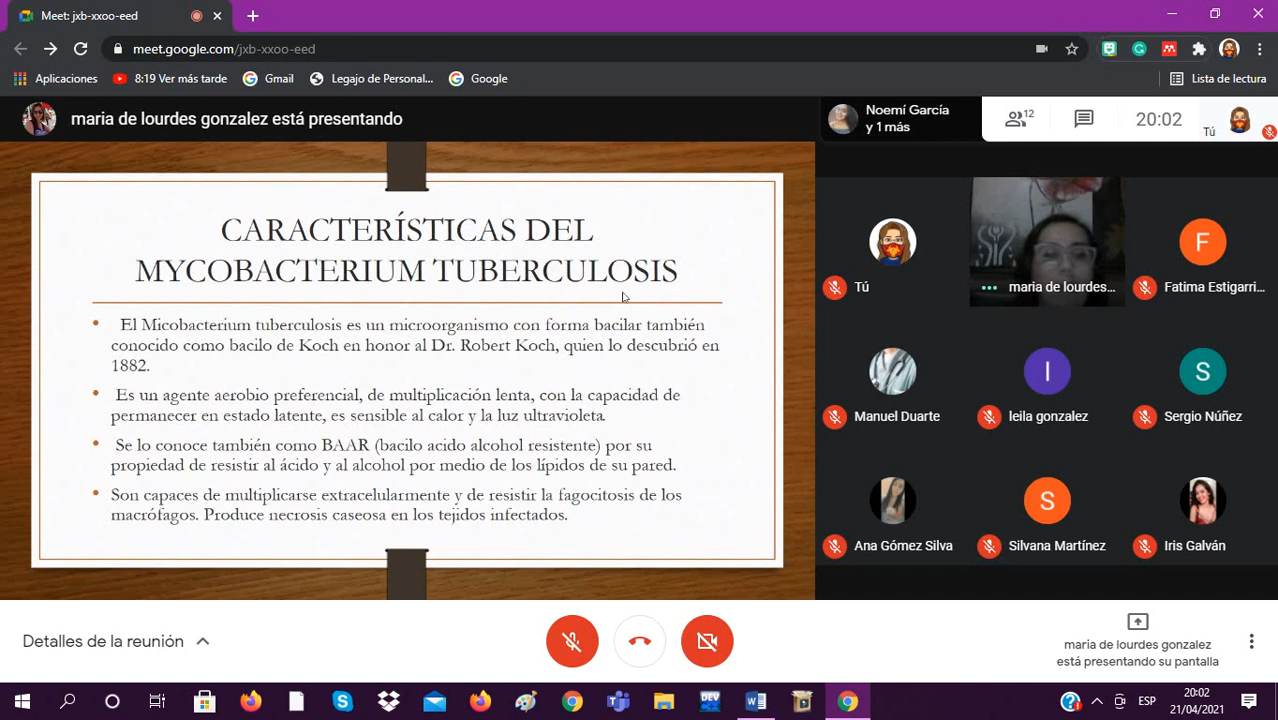 Meet: jxb-xxoo-eed
meet.google.com/jxb-xxoo-eed
Aplicaciones
8:19 Ver más tarde
Gmail
Legajo de Personal...
Google
Lista de lectura
maria de lourdes gonzalez está presentando
Noemí García
y 1 más
12
20:02
Tú
CARACTERÍSTICAS DEL
MYCOBACTERIUM TUBERCULOSIS
El Micobacterium tuberculosis es un microorganismo con forma bacilar también
conocido como bacilo de Koch en honor al Dr. Robert Koch, quien lo descubrió en
1882.
Es un agente aerobio preferencial, de multiplicación lenta, con la capacidad de
permanecer en estado latente, es sensible al calor y la luz ultravioleta.
Se lo conoce también como BAAR (bacilo acido alcohol resistente) por su
propiedad de resistir al ácido y al alcohol por medio de los lípidos de su pared.
Son capaces de multiplicarse extracelularmente y de resistir la fagocitosis de los
macrófagos. Produce necrosis caseosa en los tejidos infectados.
Tú
maria de lourdes...
F
Fatima Estigarri...
Manuel Duarte
I
leila gonzalez
S
Sergio Núñez
Ana Gómez Silva
S
Silvana Martínez
Iris Galván
Detalles de la reunión
maria de lourdes gonzalez
está presentando su pantalla
DEV
ESP
20:02
21/04/2021